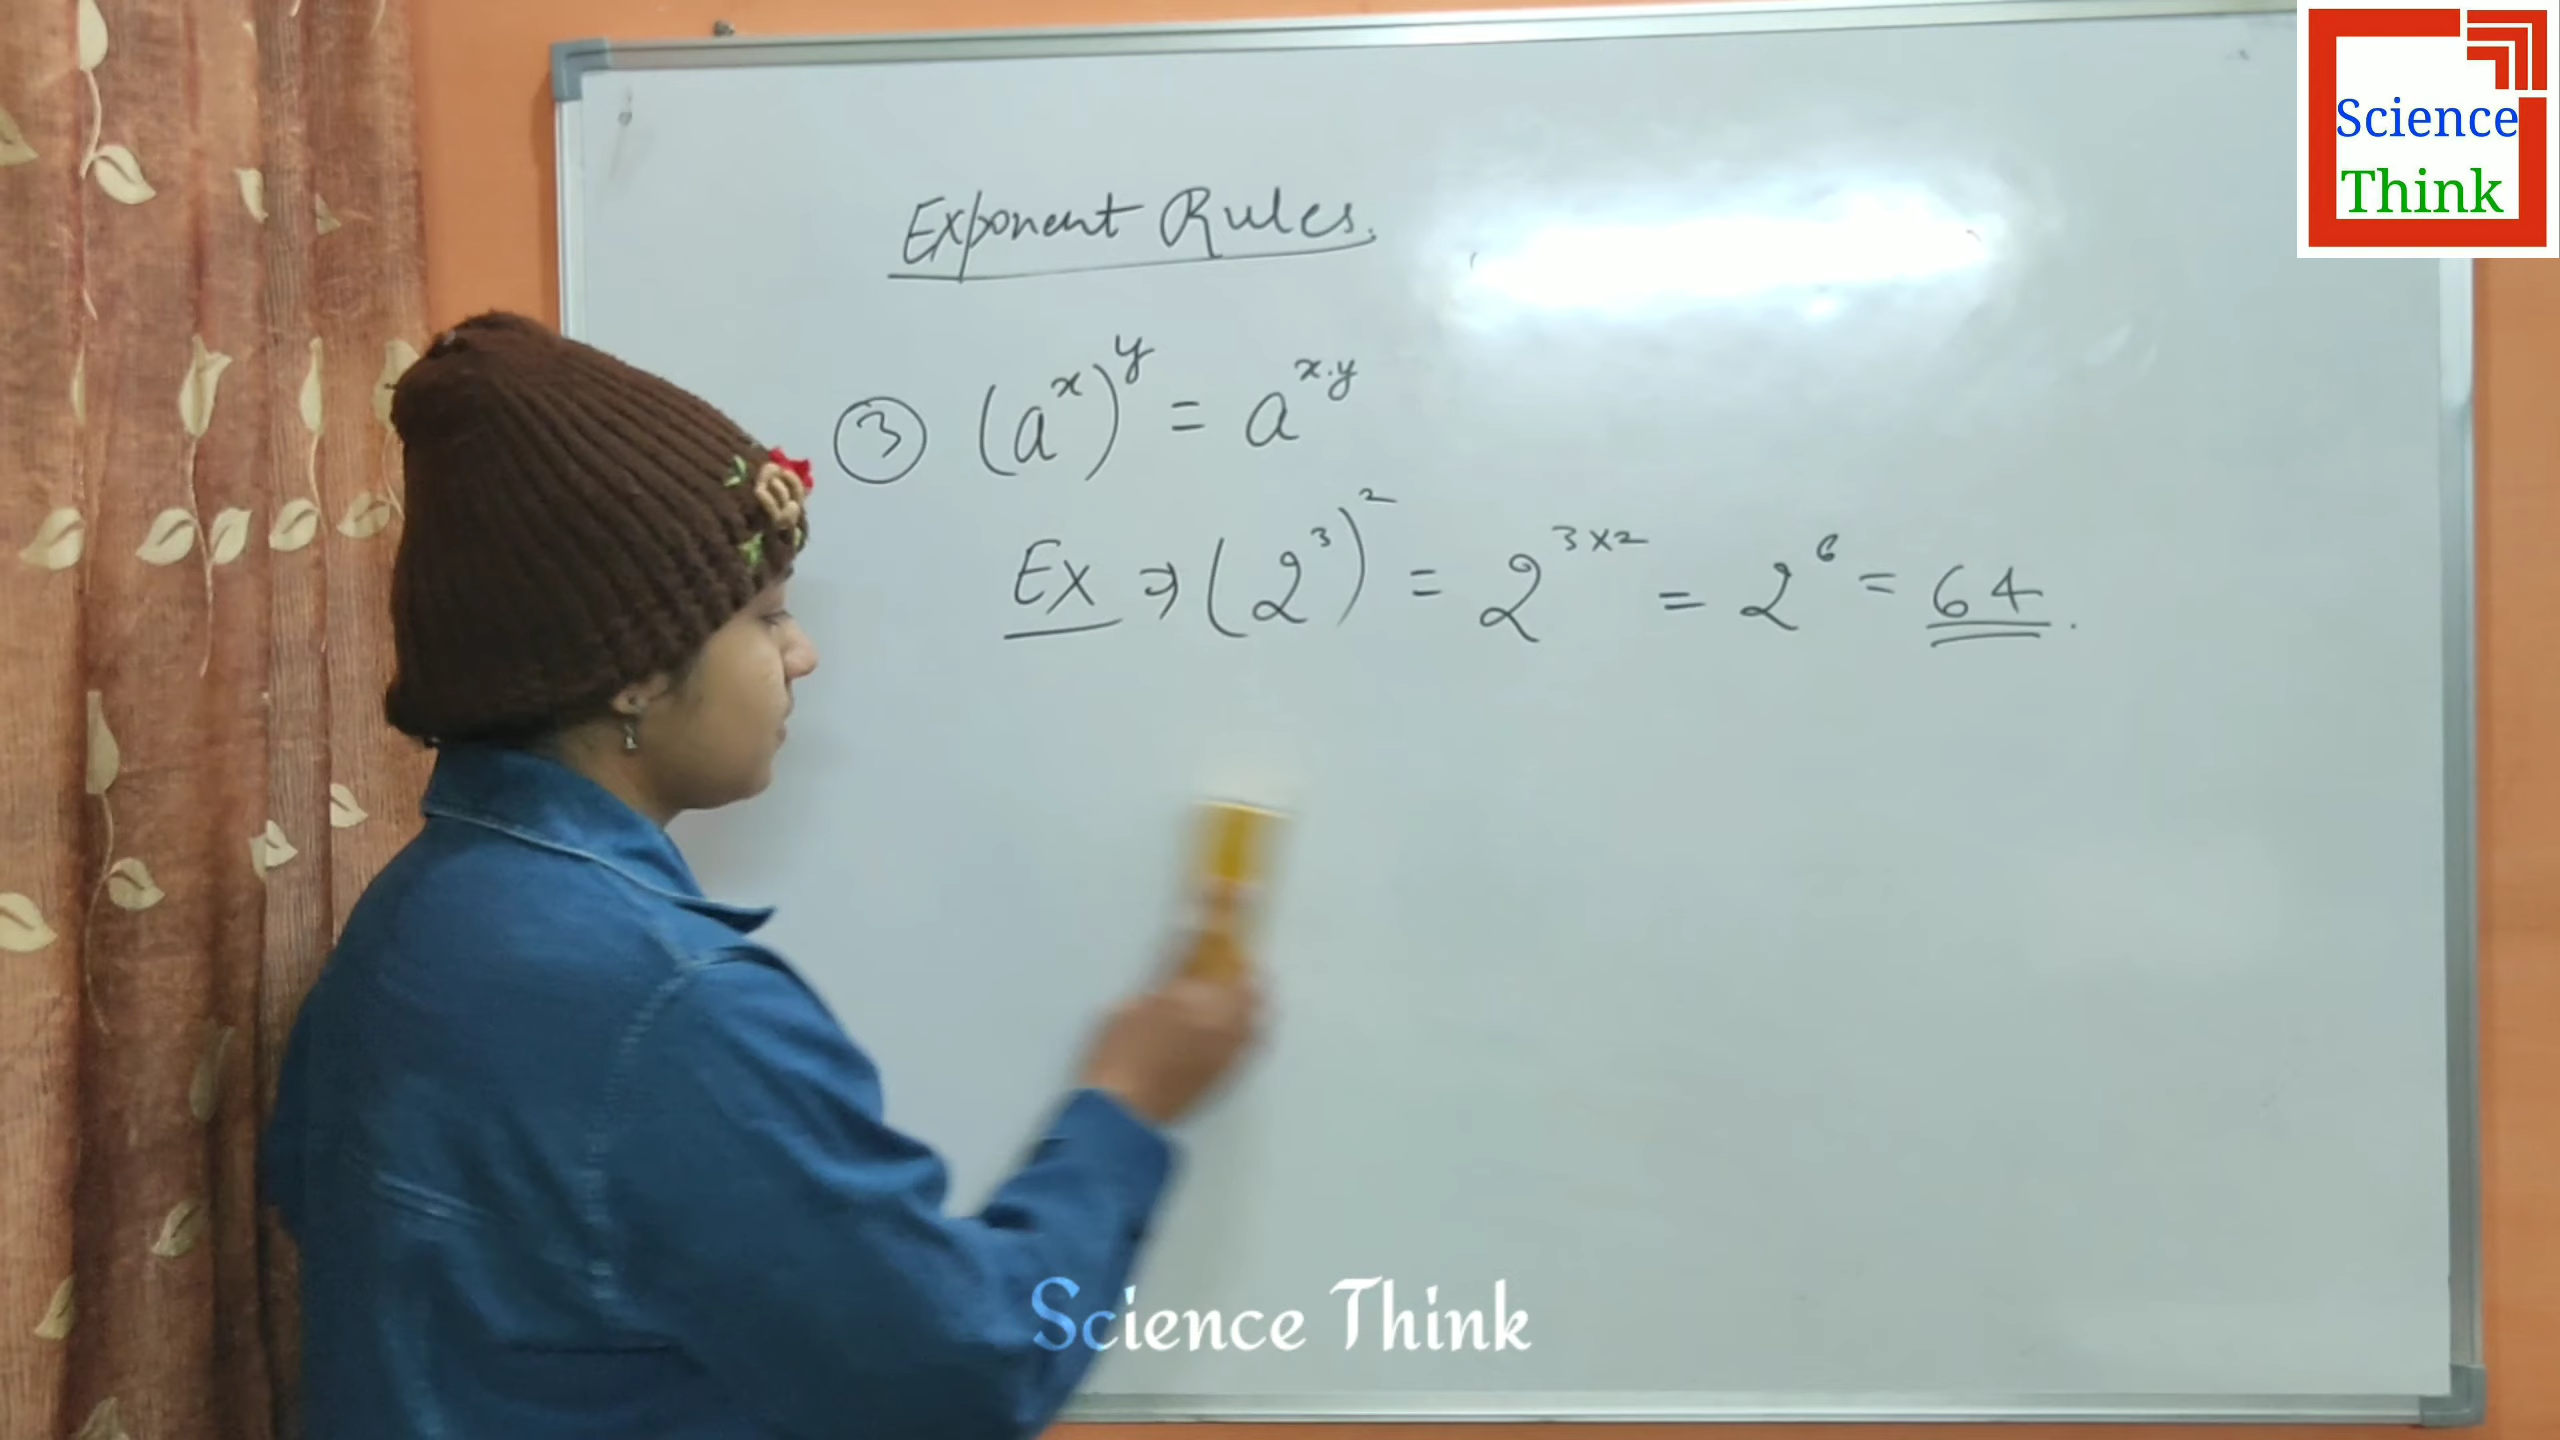 Science
Think
Exponent Rules.
③ (a^x)^y = a^x.y
Ex ⇒ (2^3)^2 = 2^3×2 = 2^6 = 64.
Science Think